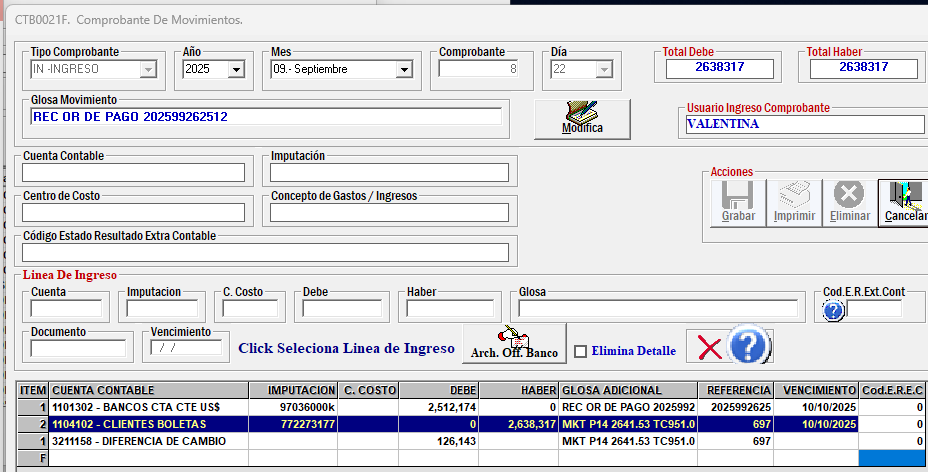 CTB0021F. Comprobante De Movimientos.
Tipo Comprobante Año Mes Comprobante Día Total Debe Total Haber
IN -INGRESO 2025 09.- Septiembre 8 22 2638317 2638317
Glosa Movimiento
REC OR DE PAGO 202599262512
Modifica
Usuario Ingreso Comprobante
VALENTINA
Cuenta Contable Imputación
Centro de Costo Concepto de Gastos / Ingresos
Código Estado Resultado Extra Contable
Acciones
Grabar Imprimir Eliminar Cancelar
Linea De Ingreso
Cuenta Imputacion C. Costo Debe Haber Glosa Cod.E.R.Ext.Cont
Documento Vencimiento
/ /
Click Seleciona Linea de Ingreso
Arch. Off. Banco
Elimina Detalle
ITEM CUENTA CONTABLE IMPUTACION C. COSTO DEBE HABER GLOSA ADICIONAL REFERENCIA VENCIMIENTO Cod.E.R.E.C
1 1101302 - BANCOS CTA CTE US$ 97036000k 2,512,174 0 REC OR DE PAGO 2025992 2025992625 10/10/2025 0
2 1104102 - CLIENTES BOLETAS 772273177 0 2,638,317 MKT P14 2641.53 TC951.0 697 10/10/2025 0
1 3211158 - DIFERENCIA DE CAMBIO 126,143 MKT P14 2641.53 TC951.0 697 0
F